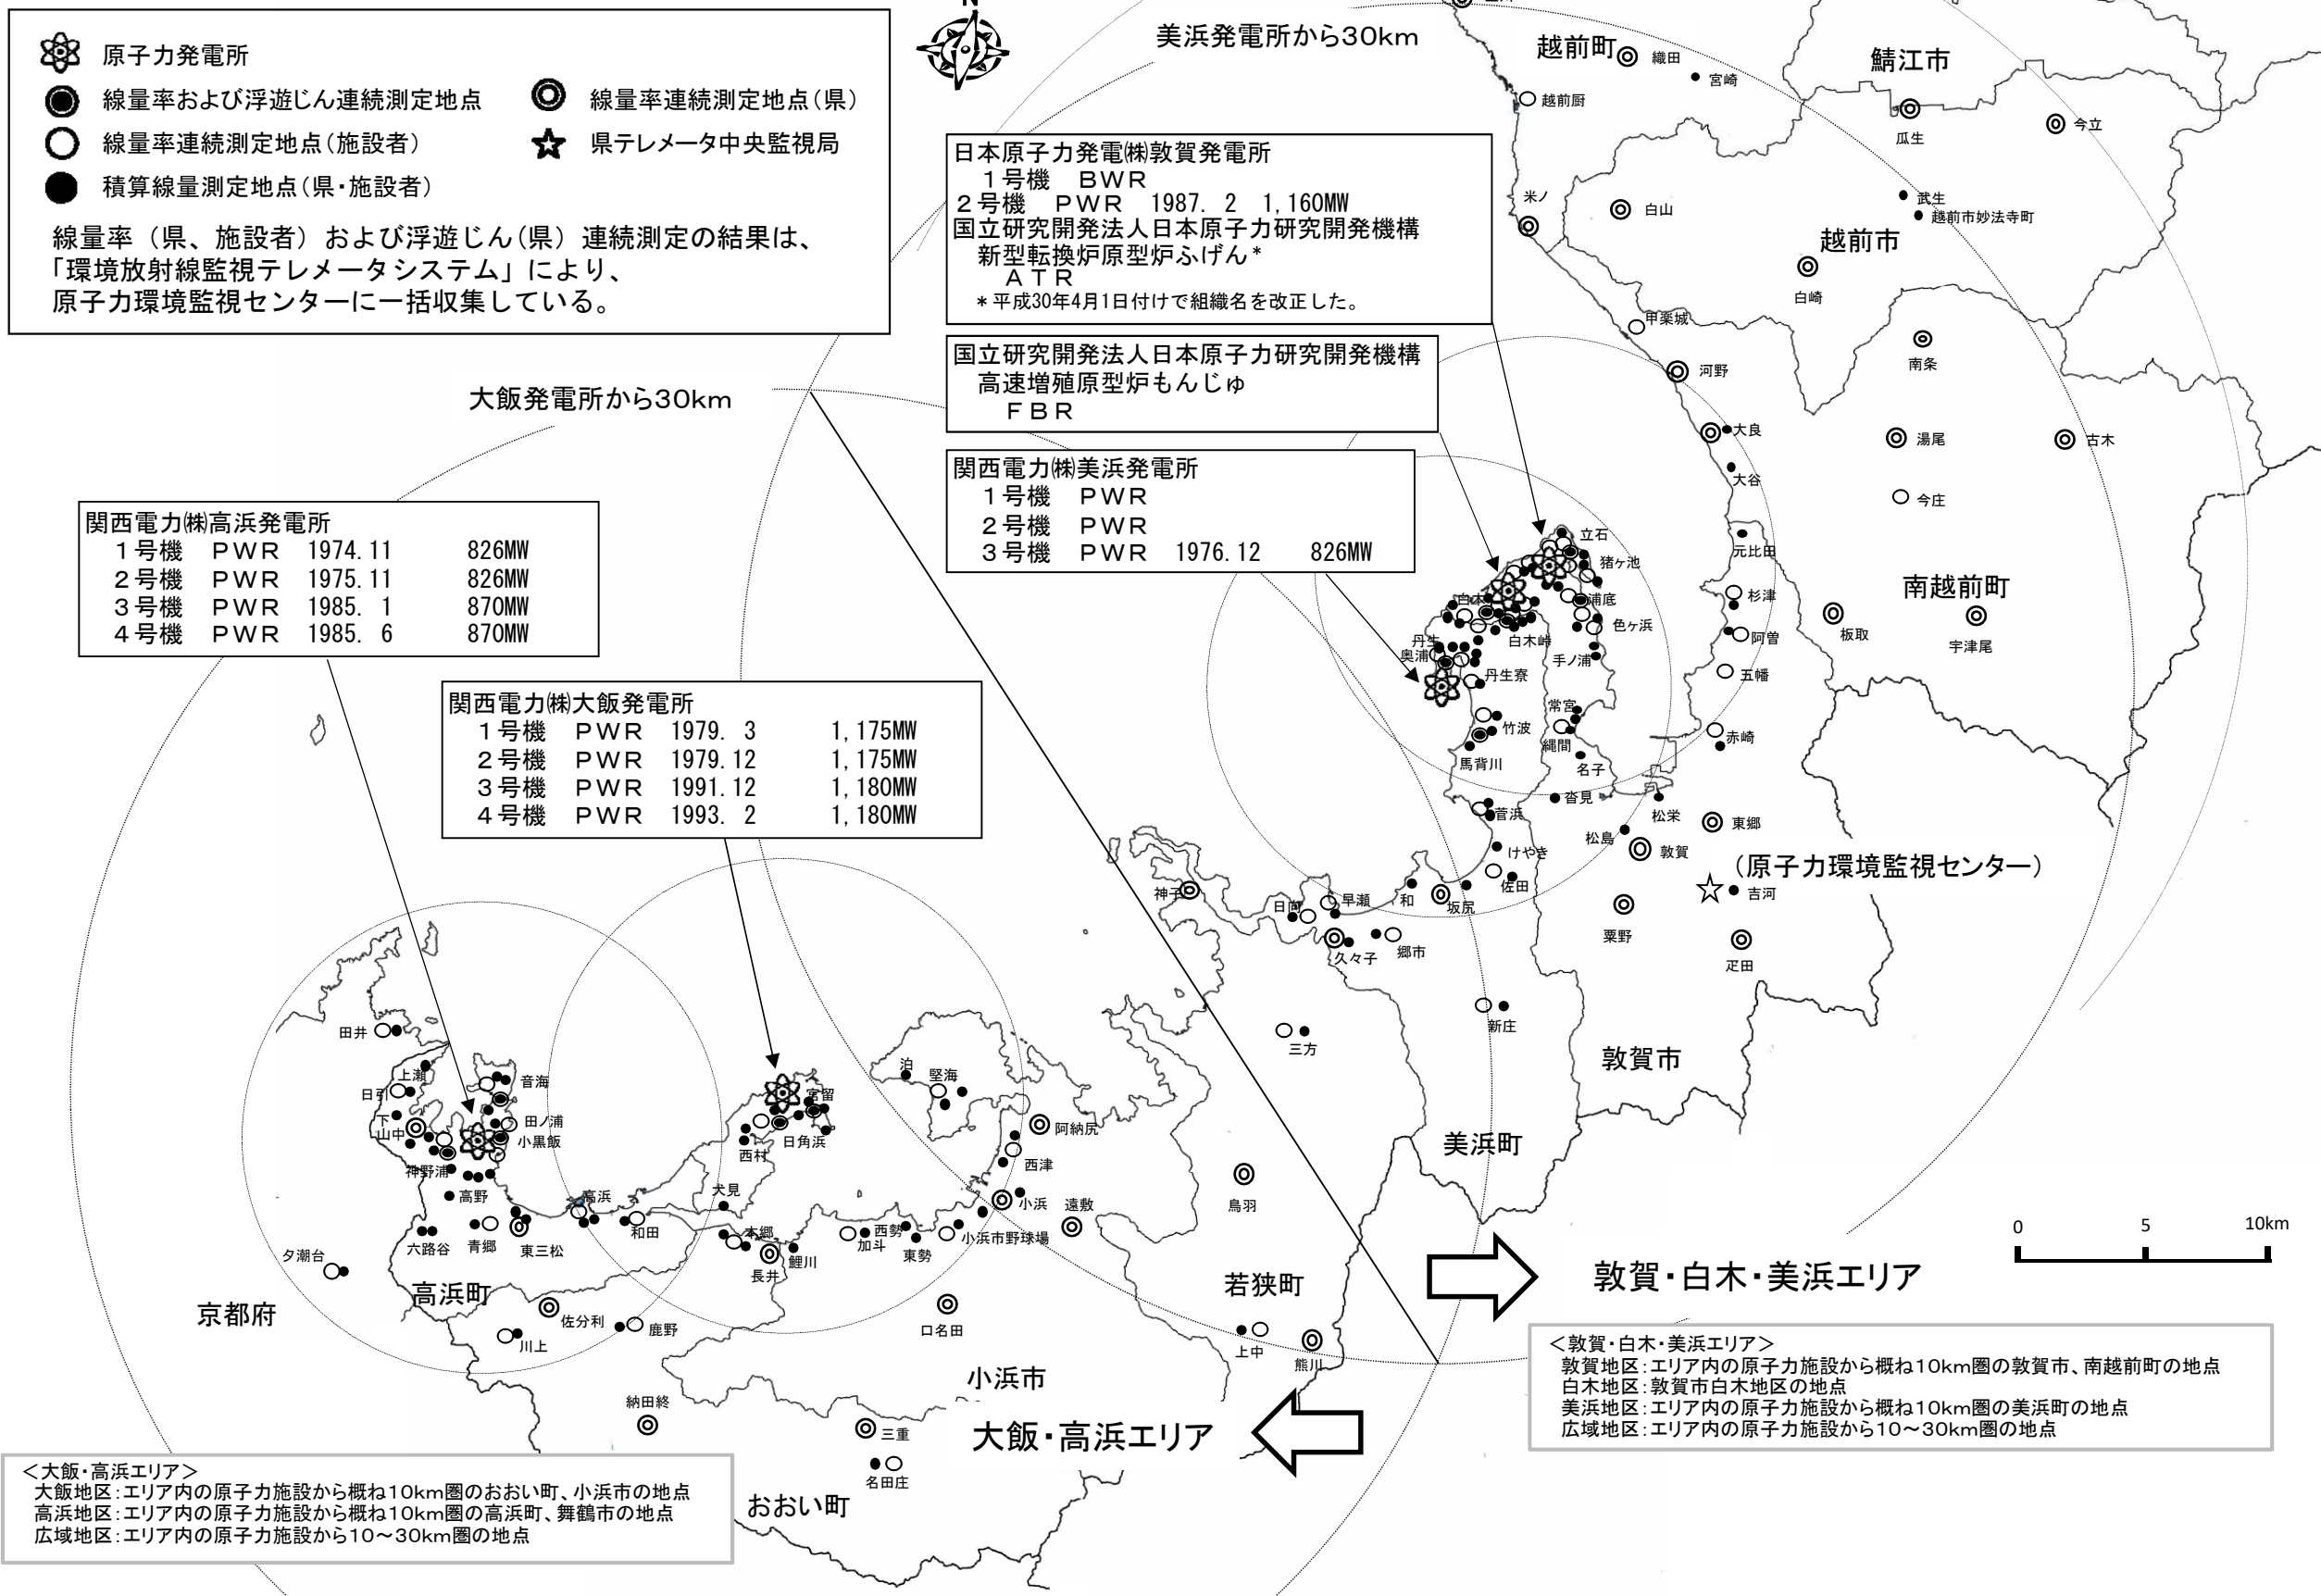 N
原子力発電所
線量率および浮遊じん連続測定地点
線量率連続測定地点（県）
線量率連続測定地点（施設者）
県テレメータ中央監視局
積算線量測定地点（県・施設者）
線量率（県、施設者）および浮遊じん（県）連続測定の結果は、
「環境放射線監視テレメータシステム」により、
原子力環境監視センターに一括収集している。
美浜発電所から30km
大飯発電所から30km
日本原子力発電㈱敦賀発電所
1号機 BWR
2号機 PWR 1987. 2 1,160MW
国立研究開発法人日本原子力研究開発機構
新型転換炉原型炉ふげん*
ATR
*平成30年4月1日付けで組織名を改正した。
国立研究開発法人日本原子力研究開発機構
高速増殖原型炉もんじゅ
FBR
関西電力㈱美浜発電所
1号機 PWR
2号機 PWR
3号機 PWR 1976.12 826MW
関西電力㈱高浜発電所
1号機 PWR 1974.11 826MW
2号機 PWR 1975.11 826MW
3号機 PWR 1985. 1 870MW
4号機 PWR 1985. 6 870MW
関西電力㈱大飯発電所
1号機 PWR 1979. 3 1,175MW
2号機 PWR 1979.12 1,175MW
3号機 PWR 1991.12 1,180MW
4号機 PWR 1993. 2 1,180MW
越前町
織田
宮崎
鯖江市
越前厨
瓜生
今立
米ノ
白山
武生
越前市妙法寺町
越前市
白崎
甲楽城
南条
河野
大良
湯尾
古木
大谷
今庄
元比田
立石
猪ヶ池
浦底
色ヶ浜
白木
白木峠
手ノ浦
丹生
奥浦
丹生寮
杉津
阿曽
板取
南越前町
宇津尾
五幡
常宮
竹波
縄間
赤崎
馬背川
名子
沓見
松栄
菅浜
松島
東郷
敦賀
けやき
佐田
（原子力環境監視センター）
吉河
神子
日向
早瀬
和
坂尻
粟野
疋田
久々子
郷市
新庄
三方
敦賀市
美浜町
田井
上瀬
音海
日引
下
山中
田ノ浦
小黒飯
神野浦
高野
六路谷
青郷
東三松
高浜
和田
夕潮台
高浜町
京都府
佐分利
川上
鹿野
宮留
日角浜
西村
犬見
本郷
長井
鯉川
泊
堅海
阿納尻
西津
小浜
遠敷
加斗
西勢
東勢
小浜市野球場
鳥羽
若狭町
口名田
上中
熊川
小浜市
納田終
三重
名田庄
おおい町
0 5 10km
敦賀・白木・美浜エリア
大飯・高浜エリア
＜敦賀・白木・美浜エリア＞
敦賀地区：エリア内の原子力施設から概ね10km圏の敦賀市、南越前町の地点
白木地区：敦賀市白木地区の地点
美浜地区：エリア内の原子力施設から概ね10km圏の美浜町の地点
広域地区：エリア内の原子力施設から10～30km圏の地点
＜大飯・高浜エリア＞
大飯地区：エリア内の原子力施設から概ね10km圏のおおい町、小浜市の地点
高浜地区：エリア内の原子力施設から概ね10km圏の高浜町、舞鶴市の地点
広域地区：エリア内の原子力施設から10～30km圏の地点